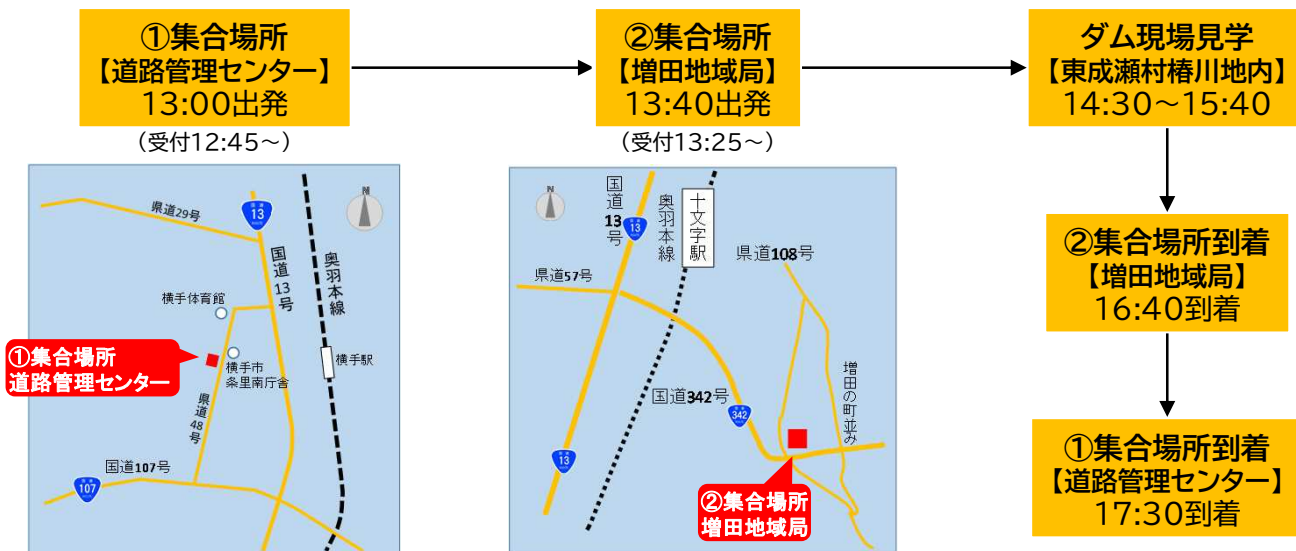 ①集合場所
【道路管理センター】
13:00出発
(受付12:45～)
②集合場所
【増田地域局】
13:40出発
(受付13:25～)
ダム現場見学
【東成瀬村椿川地内】
14:30～15:40
②集合場所到着
【増田地域局】
16:40到着
①集合場所到着
【道路管理センター】
17:30到着
N
県道29号
13
国道13号
奥羽本線
横手体育館
①集合場所
道路管理センター
横手市
条里南庁舎
横手駅
県道48号
国道107号
107
N
国道13号
13
奥羽本線
十文字駅
県道108号
県道57号
国道342号
342
増田の町並み
13
②集合場所
増田地域局